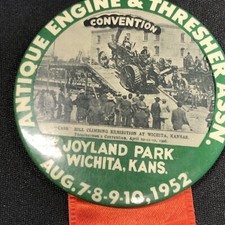 ANTIQUE ENGINE & THRESHER ASSN
CONVENTION
"CASE" HILL CLIMBING EXHIBITION AT WICHITA, KANSAS.
JOYLAND PARK
WICHITA, KANS.
AUG. 7-8-9-10, 1952